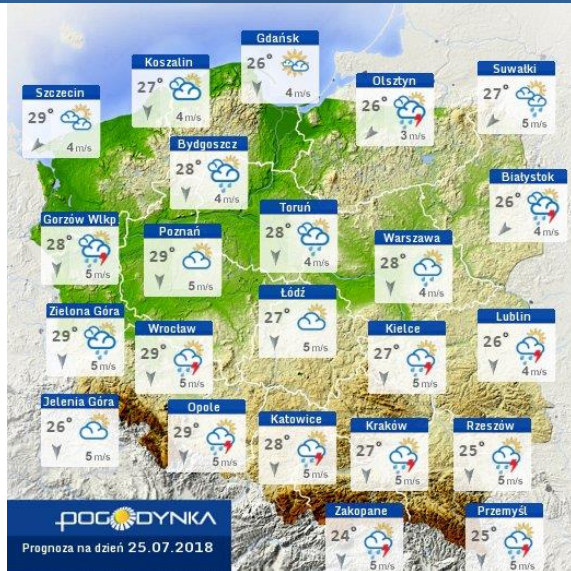 Gdańsk
26°
4 m/s
Koszalin
27°
4 m/s
Suwałki
27°
5 m/s
Olsztyn
26°
3 m/s
Szczecin
29°
4 m/s
Bydgoszcz
28°
4 m/s
Białystok
26°
4 m/s
Gorzów Wlkp
28°
5 m/s
Poznań
29°
5 m/s
Toruń
28°
4 m/s
Warszawa
28°
4 m/s
Łódź
27°
5 m/s
Zielona Góra
29°
5 m/s
Wrocław
29°
5 m/s
Kielce
27°
5 m/s
Lublin
26°
4 m/s
Jelenia Góra
26°
5 m/s
Opole
29°
5 m/s
Katowice
28°
5 m/s
Kraków
27°
5 m/s
Rzeszów
25°
5 m/s
Zakopane
24°
5 m/s
Przemyśl
25°
5 m/s
POGODYNKA
Prognoza na dzień 25.07.2018